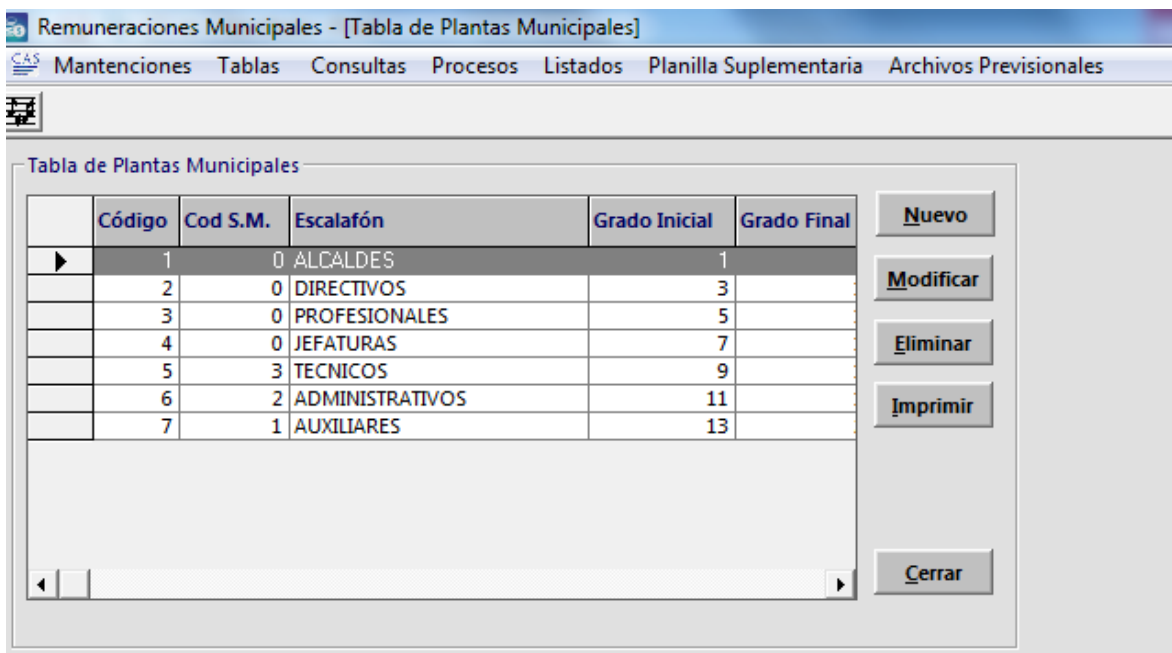 Remuneraciones Municipales - [Tabla de Plantas Municipales]
CAS Mantenciones Tablas Consultas Procesos Listados Planilla Suplementaria Archivos Previsionales
Tabla de Plantas Municipales
Código Cod S.M. Escalafón Grado Inicial Grado Final
1 0 ALCALDES 1
2 0 DIRECTIVOS 3
3 0 PROFESIONALES 5
4 0 JEFATURAS 7
5 3 TECNICOS 9
6 2 ADMINISTRATIVOS 11
7 1 AUXILIARES 13
Nuevo
Modificar
Eliminar
Imprimir
Cerrar